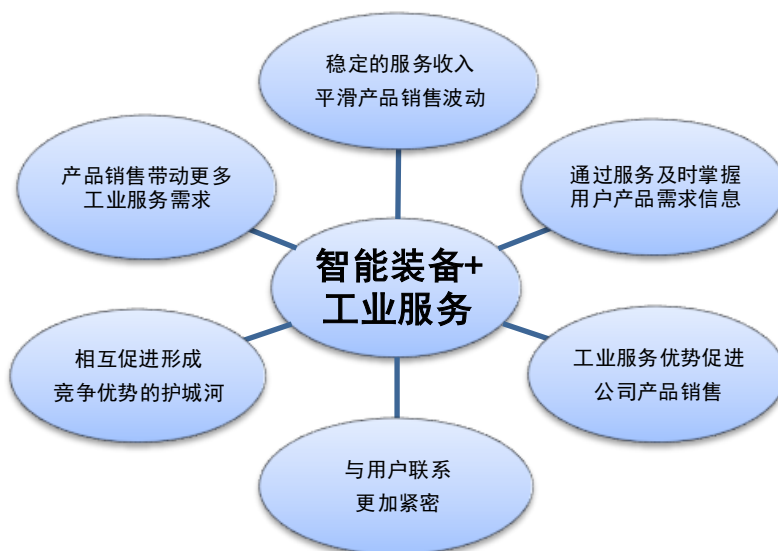 稳定的服务收入
平滑产品销售波动
产品销售带动更多
工业服务需求
通过服务及时掌握
用户产品需求信息
智能装备+
工业服务
相互促进形成
竞争优势的护城河
工业服务优势促进
公司产品销售
与用户联系
更加紧密